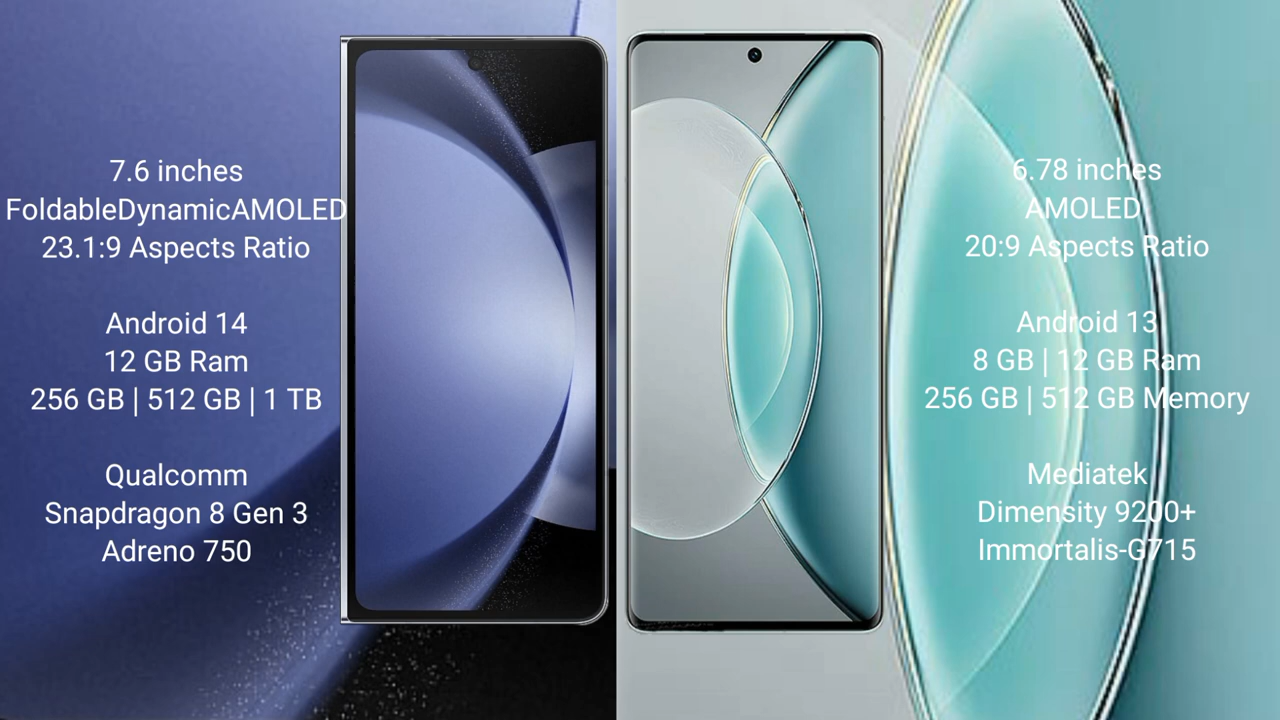 7.6 inches
FoldableDynamicAMOLED
23.1:9 Aspects Ratio
Android 14
12 GB Ram
256 GB | 512 GB | 1 TB
Qualcomm
Snapdragon 8 Gen 3
Adreno 750
6.78 inches
AMOLED
20:9 Aspects Ratio
Android 13
8 GB | 12 GB Ram
256 GB | 512 GB Memory
Mediatek
Dimensity 9200+
Immortalis-G715